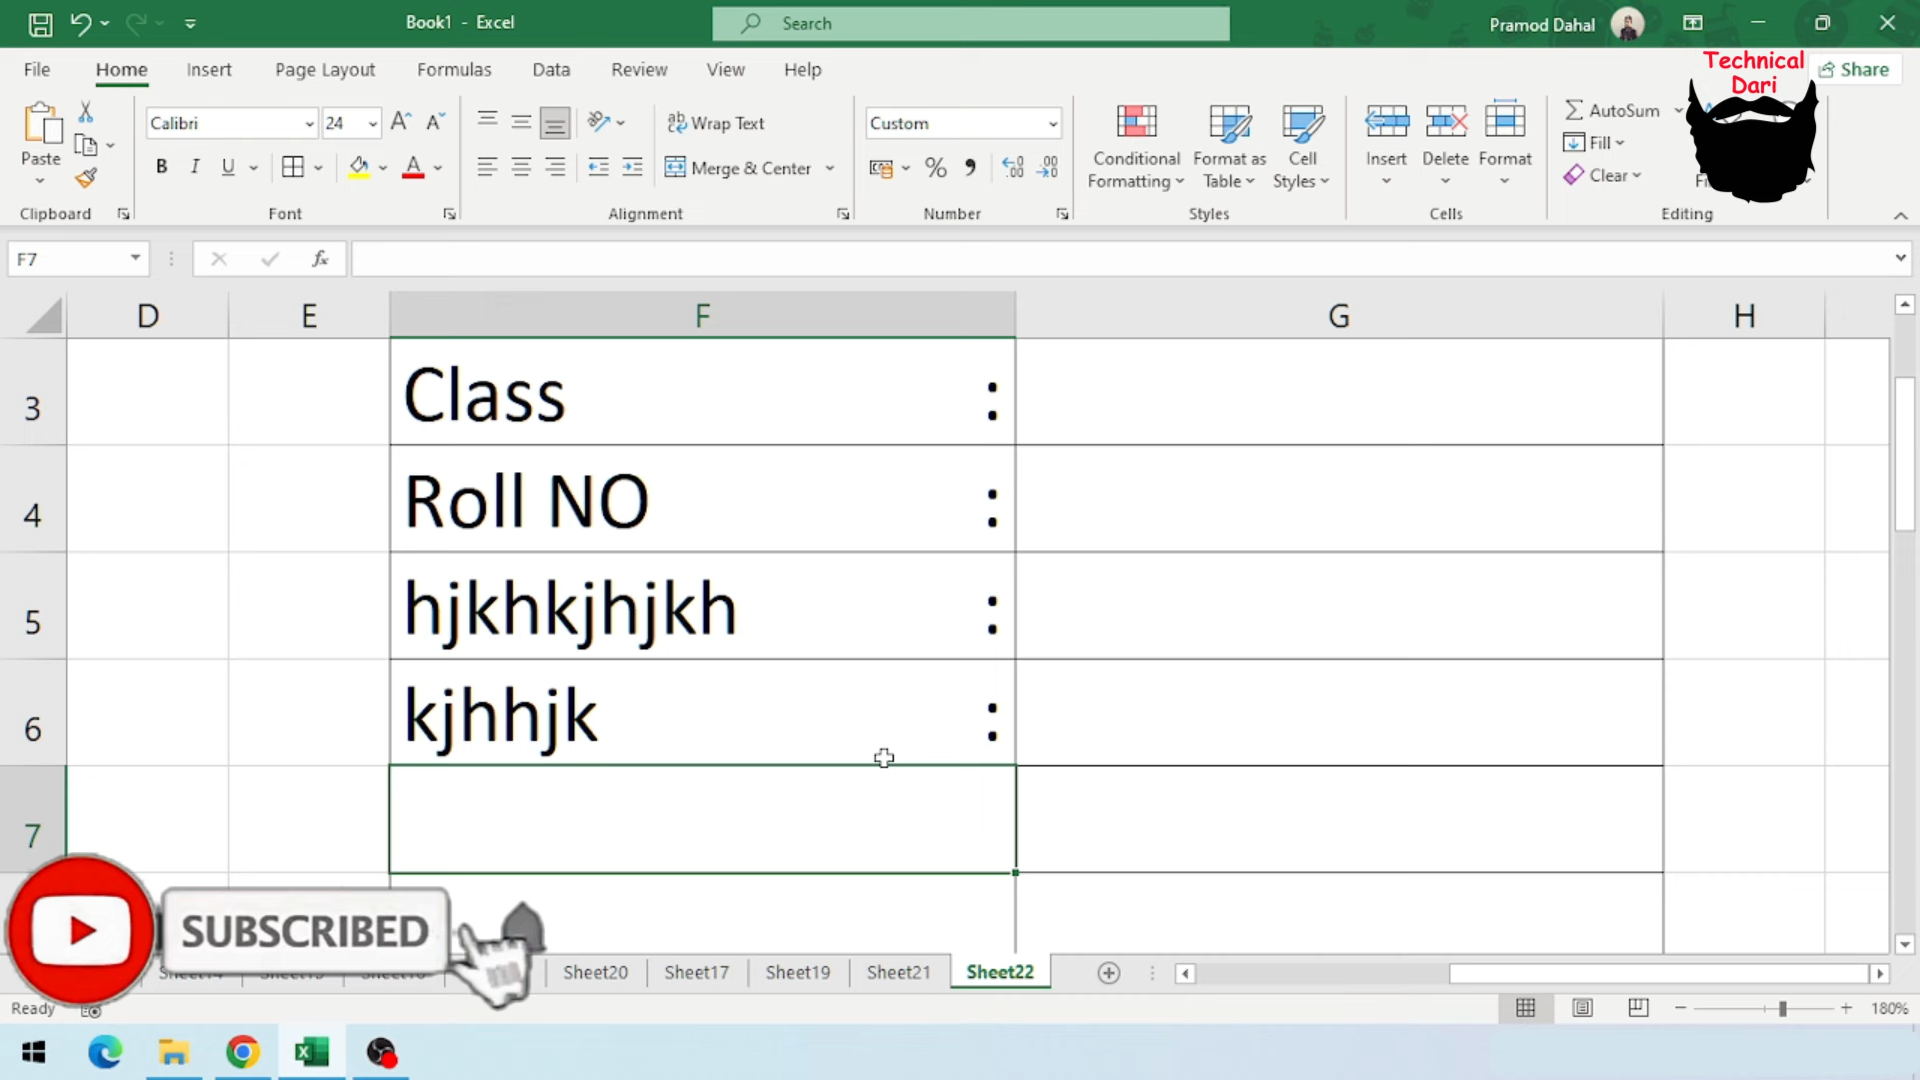 Book1 - Excel
Search
Pramod Dahal
File Home Insert Page Layout Formulas Data Review View Help
Share
Technical
Dari
Paste
Clipboard
Calibri 24
B I U
Font
Wrap Text
Merge & Center
Alignment
Custom
%
Number
Conditional
Formatting
Format as
Table
Cell
Styles
Styles
Insert Delete Format
Cells
AutoSum
Fill
Clear
Editing
F7
fx
D E F G H
3 Class :
4 Roll NO :
5 hjkhkjhjkh :
6 kjhhjk :
7
SUBSCRIBED
Sheet20 Sheet17 Sheet19 Sheet21 Sheet22
Ready
180%